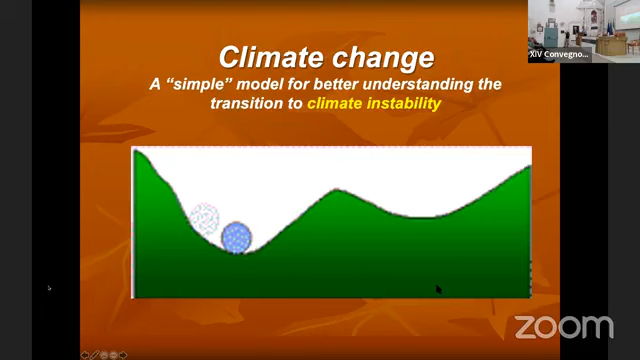 XIV Convegno...
Climate change
A “simple” model for better understanding the
transition to climate instability
zoom